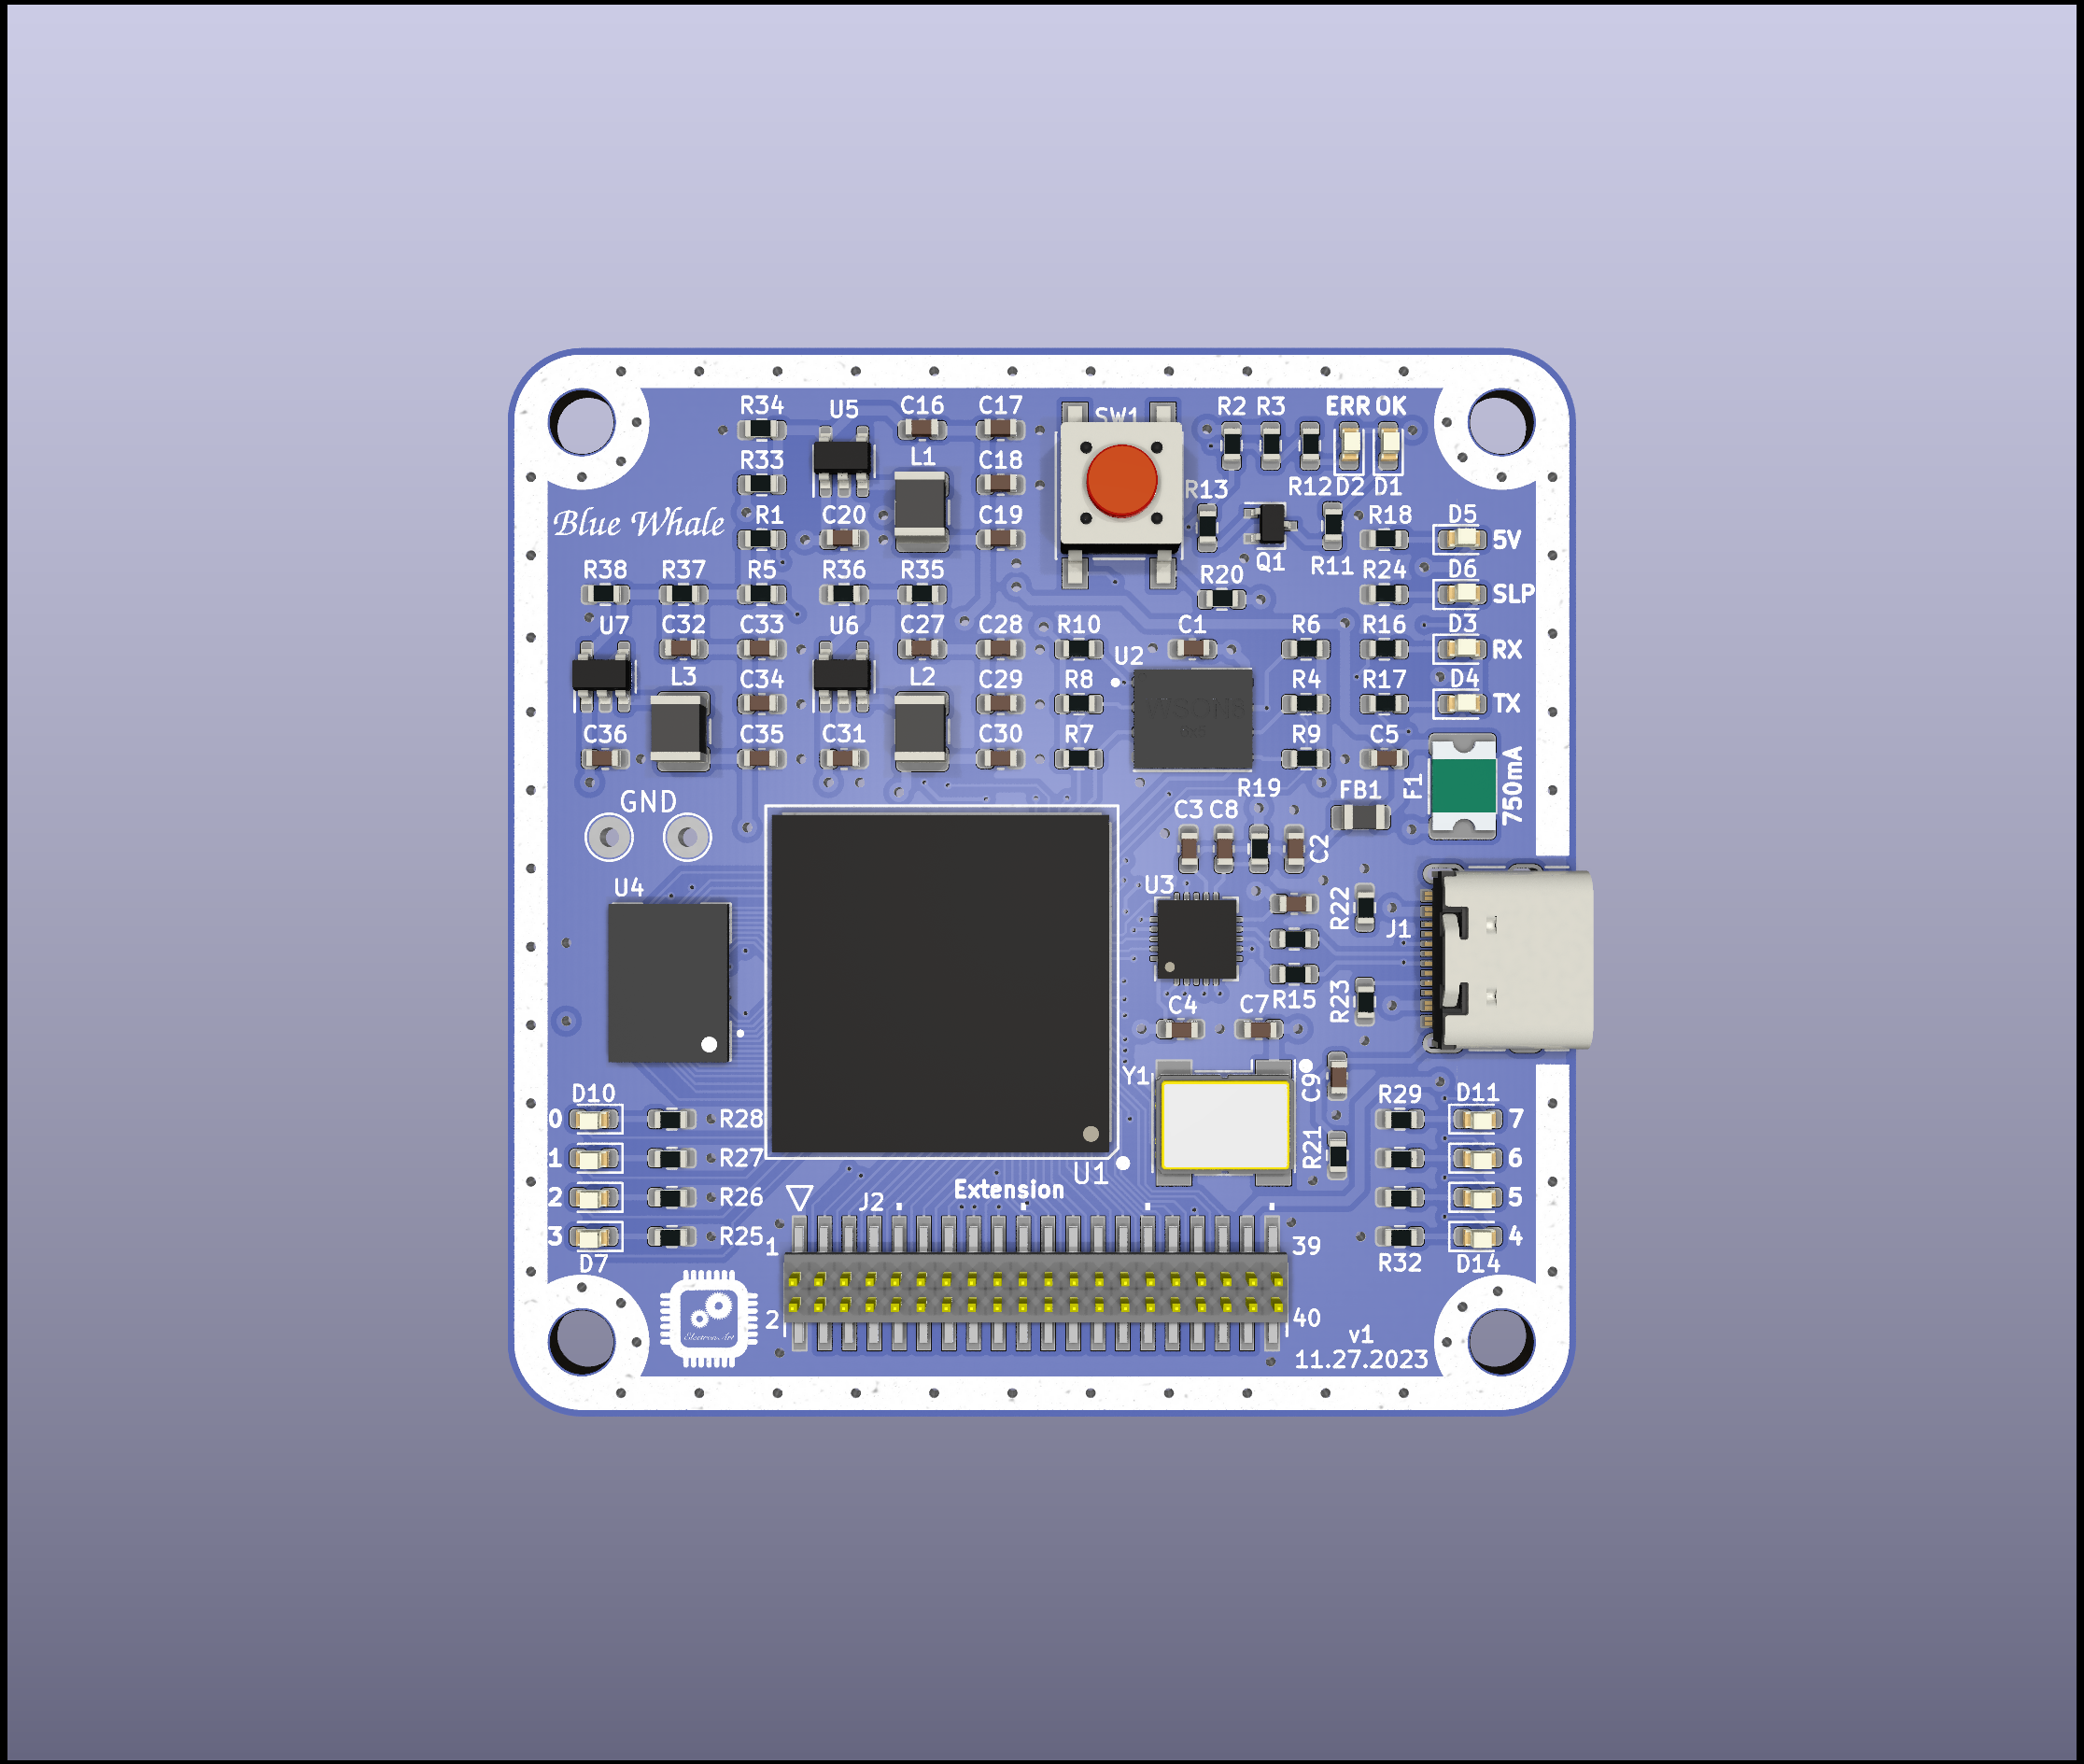 R34 U5 C16 C17 SW1 R2 R3 ERR OK
R33 L1 C18 R13 R12 D2 D1
Blue Whale R1 C20 C19 Q1 R11 R18 D5 5V
R38 R37 R5 R36 R35 R20 R24 D6 SLP
U7 C32 C33 U6 C27 C28 R10 C1 R6 R16 D3 RX
U2
L3 C34 L2 C29 R8 WSON8 R4 R17 D4 TX
C36 C35 C31 C30 R7 R9 C5
GND R19 FB1 F1 750mA
C3 C8 C2
U4 U3 R22 J1
C4 C7 R15 R23
Y1 C9
D10 R29 D11
0 R28 7
1 R27 R21 6
U1
2 R26 J2 Extension 5
3 R25 1 39 4
D7 R32 D14
2 40
Electron Art v1
11.27.2023